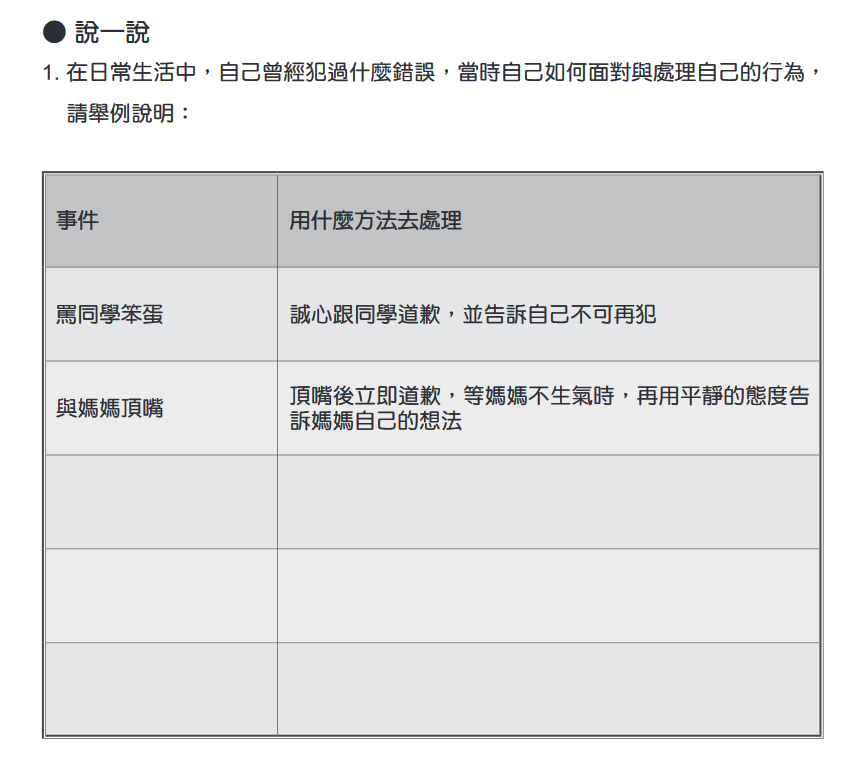 ● 說一說
1. 在日常生活中，自己曾經犯過什麼錯誤，當時自己如何面對與處理自己的行為，
請舉例說明：
事件
用什麼方法去處理
罵同學笨蛋
誠心跟同學道歉，並告訴自己不可再犯
與媽媽頂嘴
頂嘴後立即道歉，等媽媽不生氣時，再用平靜的態度告
訴媽媽自己的想法